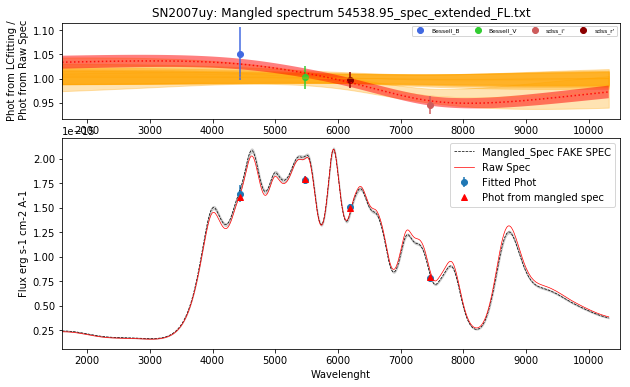 SN2007uy: Mangled spectrum 54538.95_spec_extended_FL.txt
Phot from LCfitting /
Phot from Raw Spec
1.10
1.05
1.00
0.95
Bessell_B
Bessell_V
sdss_i'
sdss_r'
2000 3000 4000 5000 6000 7000 8000 9000 10000
1e−15
Flux erg s-1 cm-2 A-1
2.00
1.75
1.50
1.25
1.00
0.75
0.50
0.25
Mangled_Spec FAKE SPEC
Raw Spec
Fitted Phot
Phot from mangled spec
2000 3000 4000 5000 6000 7000 8000 9000 10000
Wavelenght